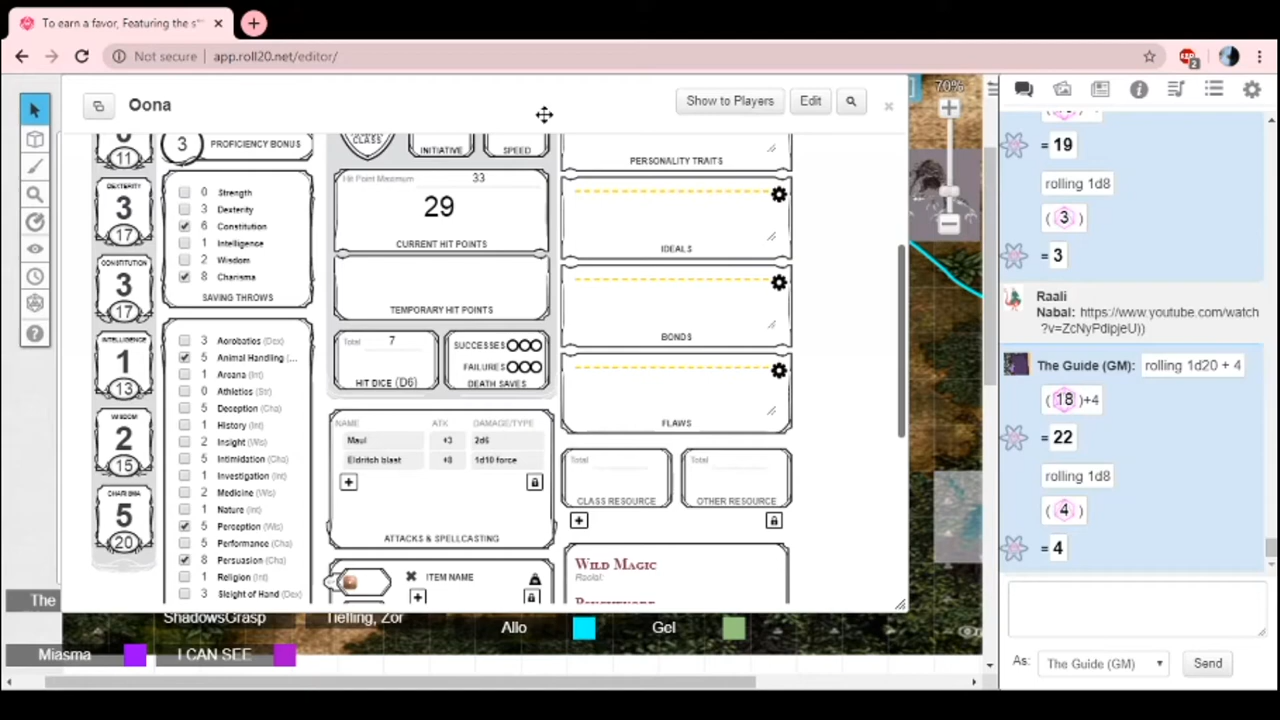 To earn a favor, Featuring the s
Not secure
app.roll20.net/editor/
2
Oona
Show to Players
Edit
70%
11
3
PROFICIENCY BONUS
CLASS
INITIATIVE
SPEED
PERSONALITY TRAITS
DEXTERITY
3
17
CONSTITUTION
3
17
INTELLIGENCE
1
13
WISDOM
2
15
CHARISMA
5
20
0 Strength
3 Dexterity
6 Constitution
1 Intelligence
2 Wisdom
8 Charisma
SAVING THROWS
3 Acrobatics (Dex)
5 Animal Handling (...
1 Arcana (Int)
0 Athletics (Str)
5 Deception (Cha)
1 History (Int)
2 Insight (Wis)
5 Intimidation (Cha)
1 Investigation (Int)
2 Medicine (Wis)
1 Nature (Int)
5 Perception (Wis)
5 Performance (Cha)
8 Persuasion (Cha)
1 Religion (Int)
3 Sleight of Hand (Dex)
Hit Point Maximum 33
29
CURRENT HIT POINTS
TEMPORARY HIT POINTS
Total 7
HIT DICE (D6)
SUCCESSES
FAILURES
DEATH SAVES
NAME ATK DAMAGE/TYPE
Maul +3 2d6
Eldritch blast +8 1d10 force
ATTACKS & SPELLCASTING
ITEM NAME
IDEALS
BONDS
FLAWS
Total
CLASS RESOURCE
Total
OTHER RESOURCE
WILD MAGIC
Racial:
The
ShadowsGrasp
Tiefling, Zor
Allo
Gel
Miasma
I CAN SEE
= 19
rolling 1d8
(3)
= 3
Raali
Nabal: https://www.youtube.com/watch
?v=ZcNyPdipjeU))
The Guide (GM): rolling 1d20 + 4
(18)+4
= 22
rolling 1d8
(4)
= 4
As: The Guide (GM)
Send